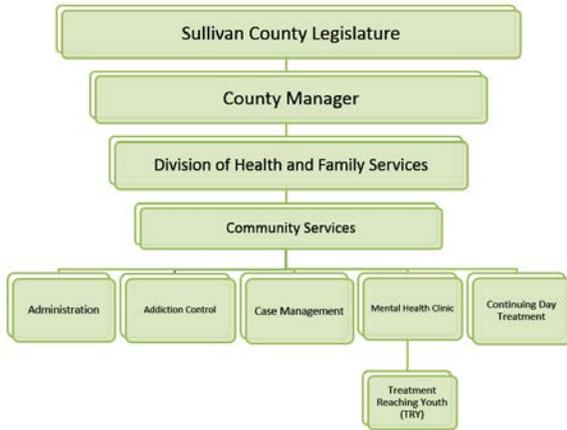 Sullivan County Legislature
County Manager
Division of Health and Family Services
Community Services
Administration
Addiction Control
Case Management
Mental Health Clinic
Continuing Day
Treatment
Treatment
Reaching Youth
(TRY)